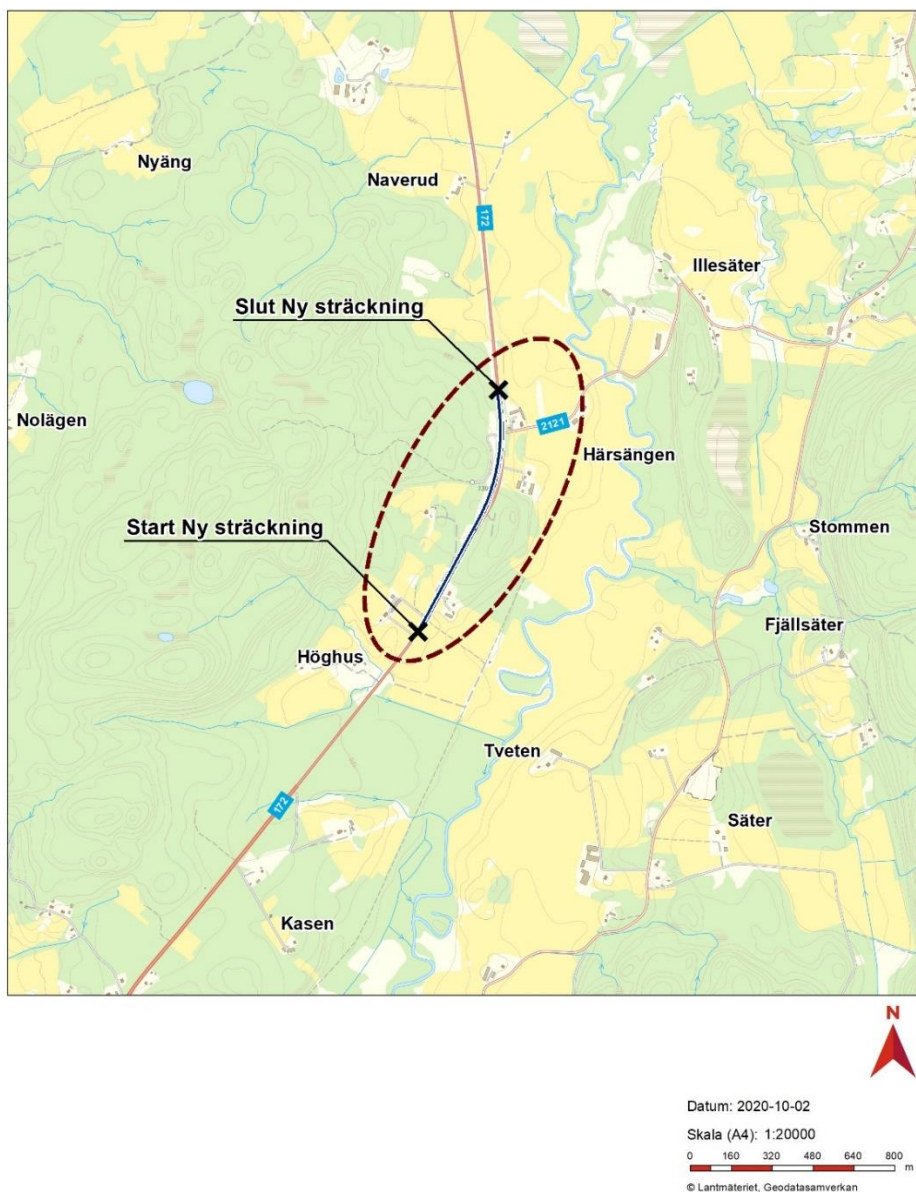 Nyäng
Naverud
172
Illesäter
Slut Ny sträckning
Nolägen
2121
Härsängen
Start Ny sträckning
Stommen
Fjällsäter
Höghus
Tveten
172
Säter
Kasen
N
Datum: 2020-10-02
Skala (A4): 1:20000
0 160 320 480 640 800
m
© Lantmäteriet, Geodatasamverkan